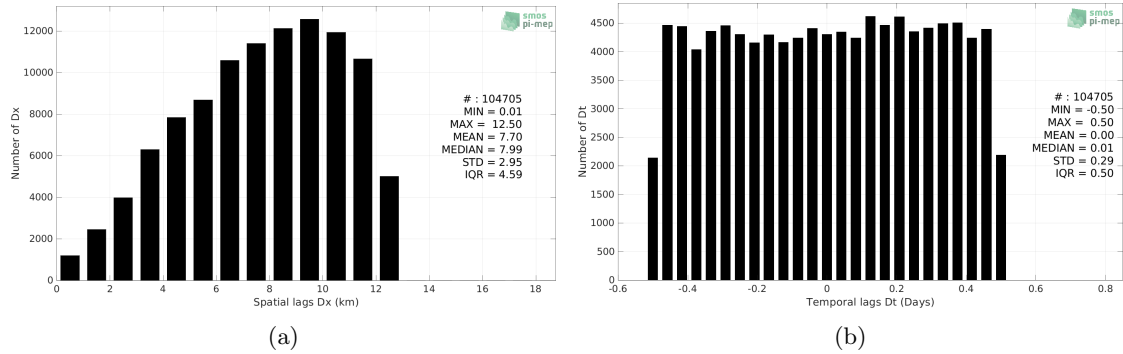 smos
pi-mep
12000
10000
8000
6000
4000
2000
0
Number of Dx
# : 104705
MIN = 0.01
MAX = 12.50
MEAN = 7.70
MEDIAN = 7.99
STD = 2.95
IQR = 4.59
0 2 4 6 8 10 12 14 16 18
Spatial lags Dx (km)
(a)
smos
pi-mep
4500
4000
3500
3000
2500
2000
1500
1000
500
0
Number of Dt
# : 104705
MIN = -0.50
MAX = 0.50
MEAN = 0.00
MEDIAN = 0.01
STD = 0.29
IQR = 0.50
-0.6 -0.4 -0.2 0 0.2 0.4 0.6 0.8
Temporal lags Dt (Days)
(b)